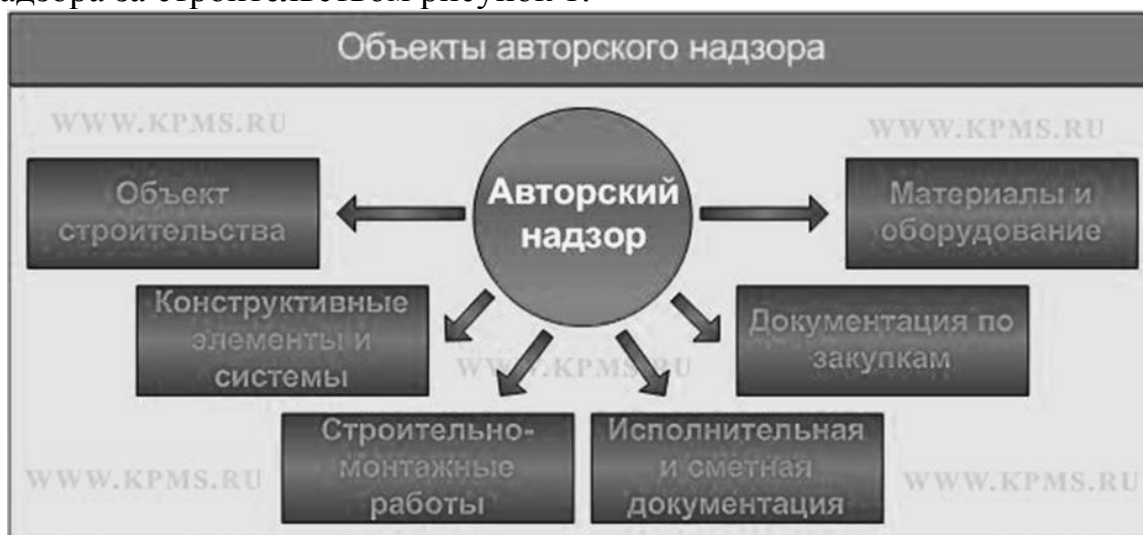 адзора за строительством рисунок 1.
Объекты авторского надзора
WWW.KPMS.RU
WWW.KPMS.RU
Объект
строительства
Авторский
надзор
Материалы и
оборудование
Конструктивные
элементы и
системы
Документация по
закупкам
WWW.KPMS.RU
Строительно-
монтажные
работы
Исполнительная
и сметная
документация
WWW.KPMS.RU
WWW.KPMS.RU